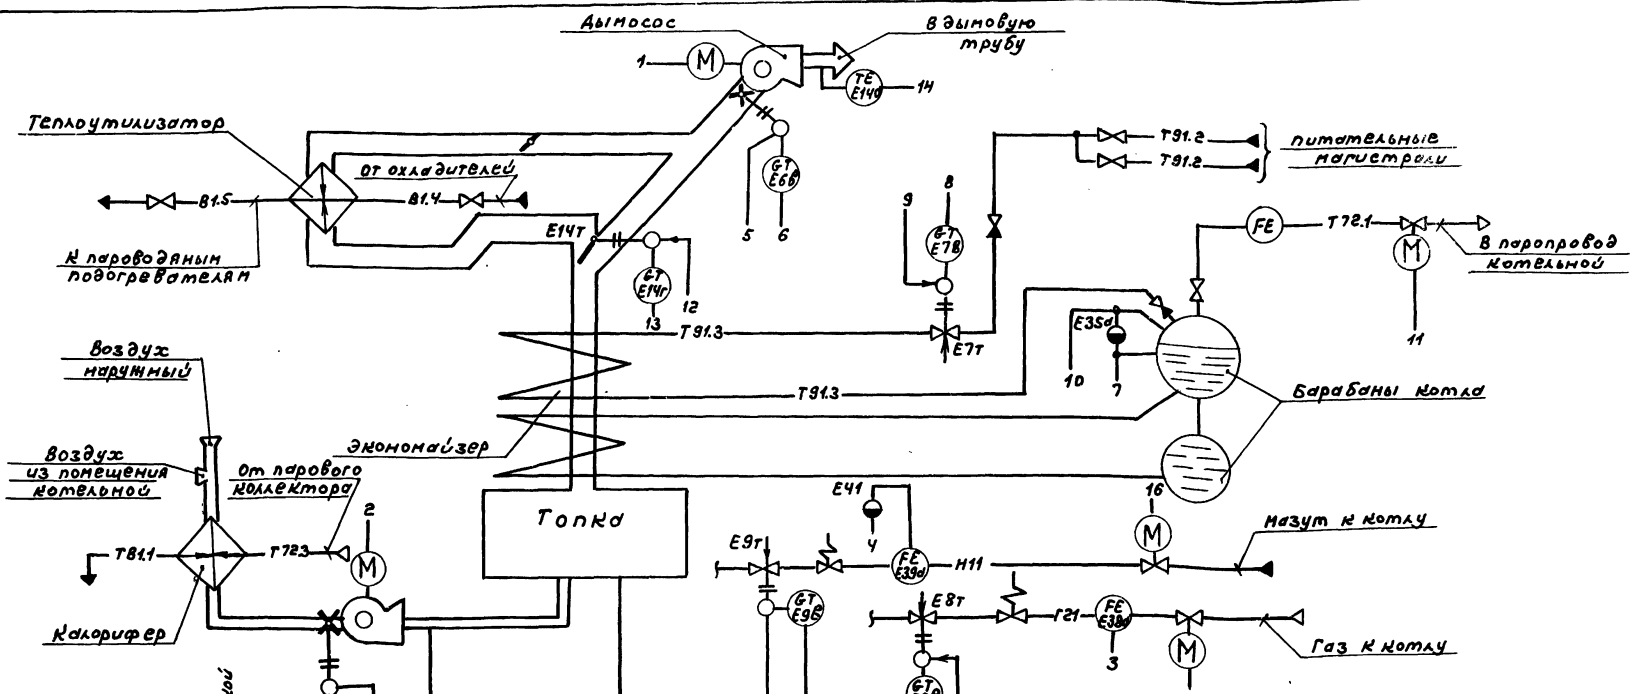 Дымосос
В дымовую
трубу
1
M
TE
E14д
14
Теплоутилизатор
От охладителей
В1.5
В1.4
GT
E6в
5
6
К пароводяным
подогревателям
E14т
GT
E14г
12
13
9
8
GT
E7в
E7т
Т91.2
Т91.2
питательные
магистрали
FE
Т72.1
M
11
В паропровод
котельной
Т91.3
E35д
10
7
Т91.3
Барабаны котла
Воздух
наружный
Экономайзер
Воздух
из помещения
котельной
От парового
коллектора
Топка
2
M
ТВ1.1
Т72.3
Калорифер
E41
4
16
M
Мазут к котлу
E9т
FE
E39д
Н11
GT
E9в
E8т
Г21
FE
E38д
3
M
Газ к котлу
GT